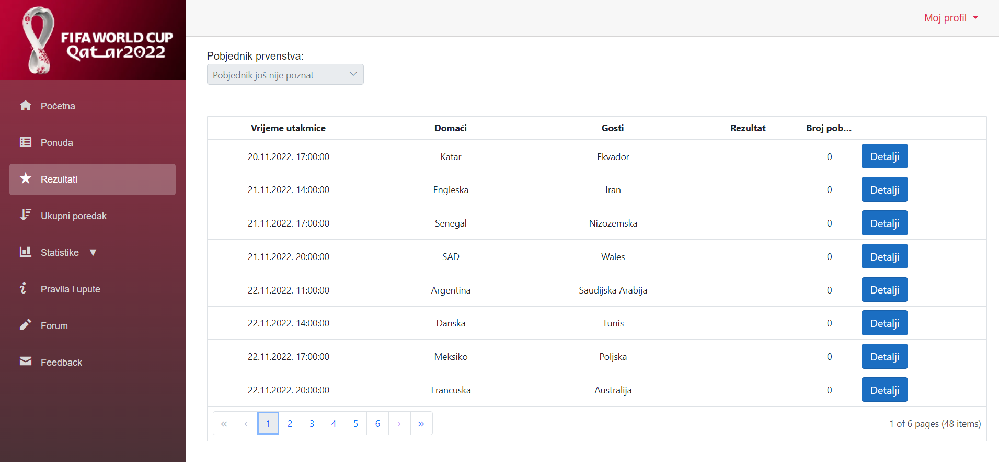 FIFA WORLD CUP
Qatar2022
Moj profil
Početna
Ponuda
Rezultati
Ukupni poredak
Statistike ▼
Pravila i upute
Forum
Feedback
Pobjednik prvenstva:
Pobjednik još nije poznat
Vrijeme utakmice Domaći Gosti Rezultat Broj pob...
20.11.2022. 17:00:00 Katar Ekvador 0 Detalji
21.11.2022. 14:00:00 Engleska Iran 0 Detalji
21.11.2022. 17:00:00 Senegal Nizozemska 0 Detalji
21.11.2022. 20:00:00 SAD Wales 0 Detalji
22.11.2022. 11:00:00 Argentina Saudijska Arabija 0 Detalji
22.11.2022. 14:00:00 Danska Tunis 0 Detalji
22.11.2022. 17:00:00 Meksiko Poljska 0 Detalji
22.11.2022. 20:00:00 Francuska Australija 0 Detalji
« ‹ 1 2 3 4 5 6 › » 1 of 6 pages (48 items)